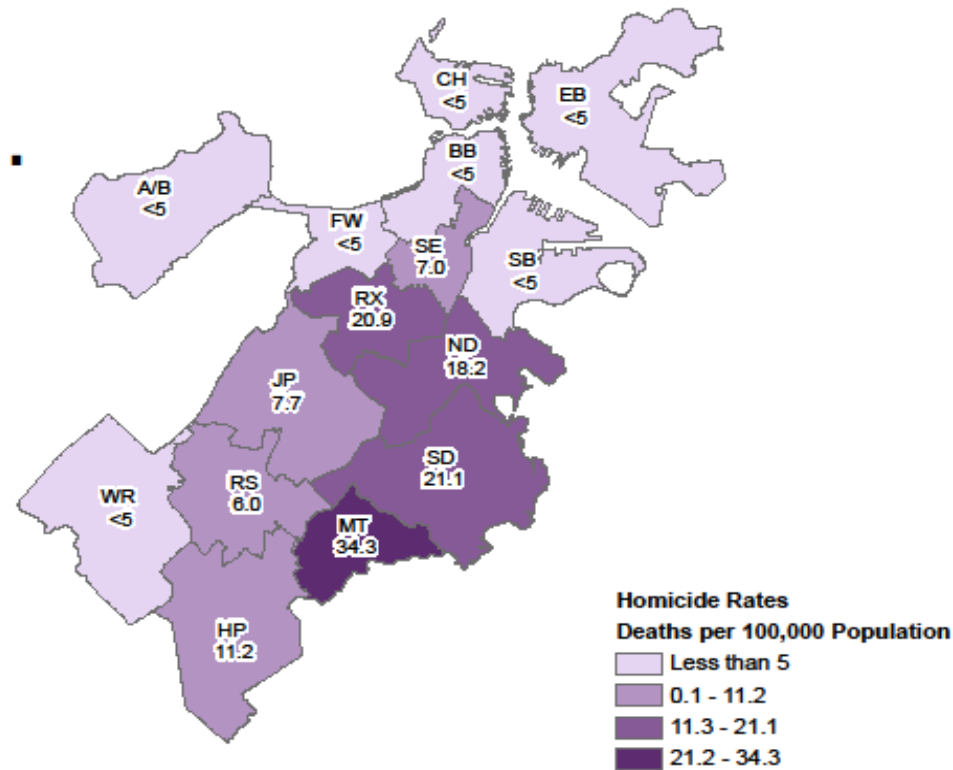 CH
<5
EB
<5
BB
<5
A/B
<5
FW
<5
SE
7.0
SB
<5
RX
20.9
ND
18.2
JP
7.7
SD
21.1
RS
6.0
WR
<5
MT
34.3
HP
11.2
Homicide Rates
Deaths per 100,000 Population
Less than 5
0.1 - 11.2
11.3 - 21.1
21.2 - 34.3